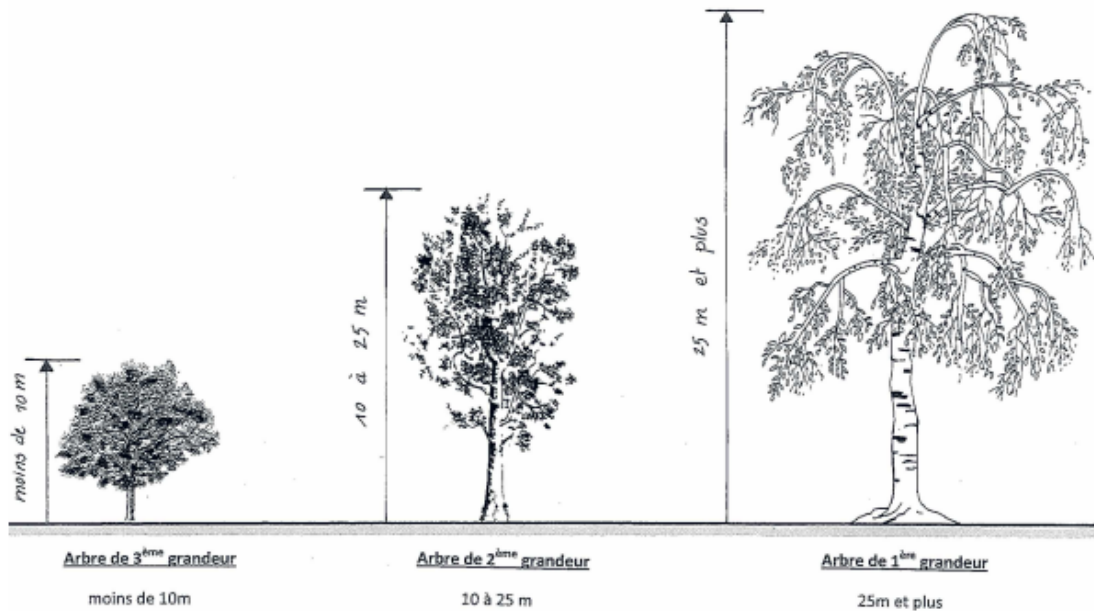 moins de 10 m
10 à 25 m
25 m et plus
Arbre de 3ème grandeur
moins de 10m
Arbre de 2ème grandeur
10 à 25 m
Arbre de 1ère grandeur
25m et plus